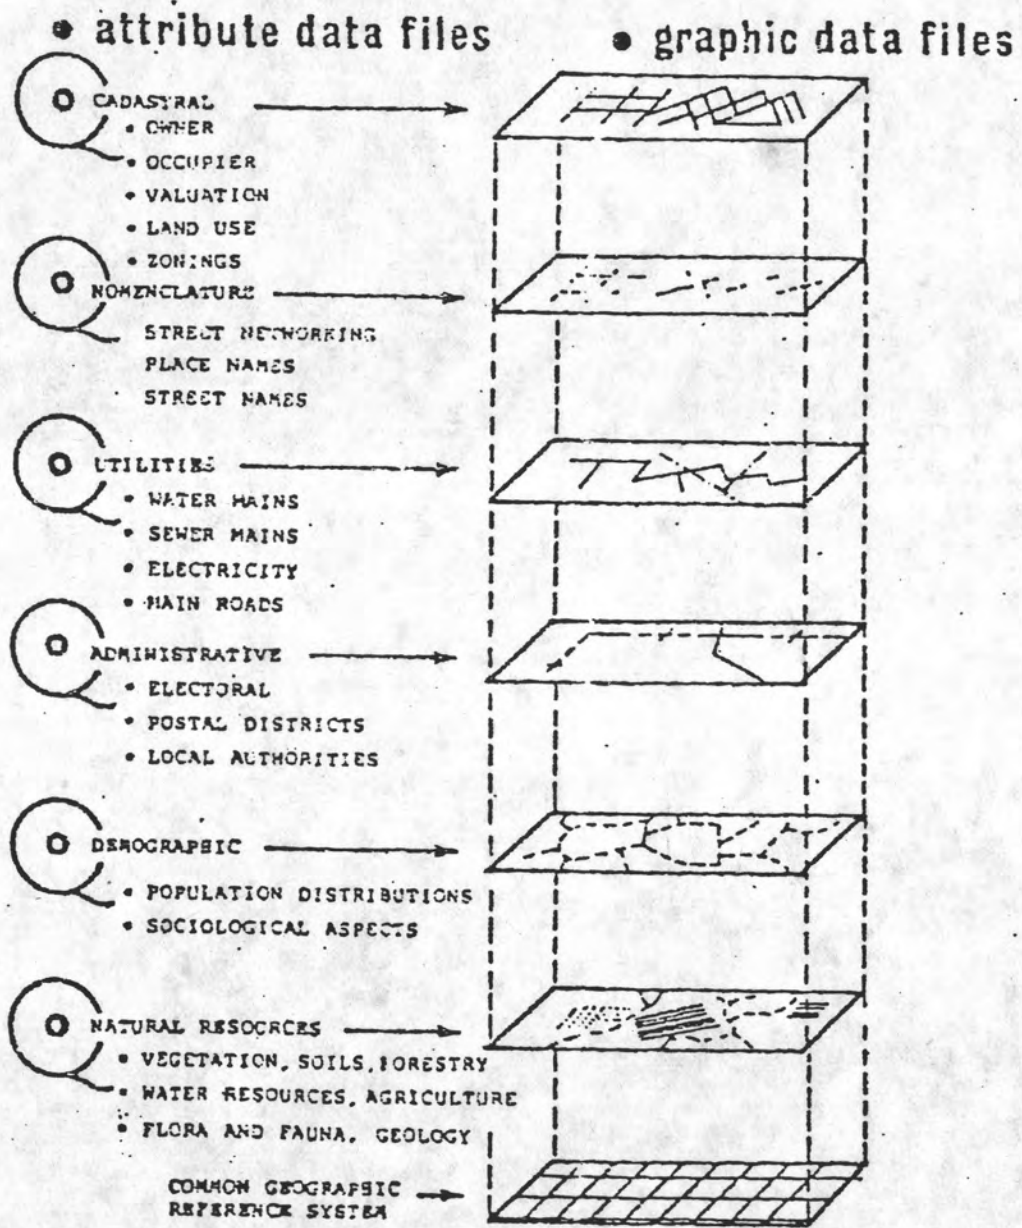 • attribute data files
• graphic data files
CADASTRAL
• OWNER
• OCCUPIER
• VALUATION
• LAND USE
• ZONINGS
NOMENCLATURE
STREET NETWORKING
PLACE NAMES
STREET NAMES
UTILITIES
• WATER MAINS
• SEWER MAINS
• ELECTRICITY
• MAIN ROADS
ADMINISTRATIVE
• ELECTORAL
• POSTAL DISTRICTS
• LOCAL AUTHORITIES
DEMOGRAPHIC
• POPULATION DISTRIBUTIONS
• SOCIOLOGICAL ASPECTS
NATURAL RESOURCES
• VEGETATION, SOILS, FORESTRY
• WATER RESOURCES, AGRICULTURE
• FLORA AND FAUNA, GEOLOGY
COMMON GEOGRAPHIC
REFERENCE SYSTEM